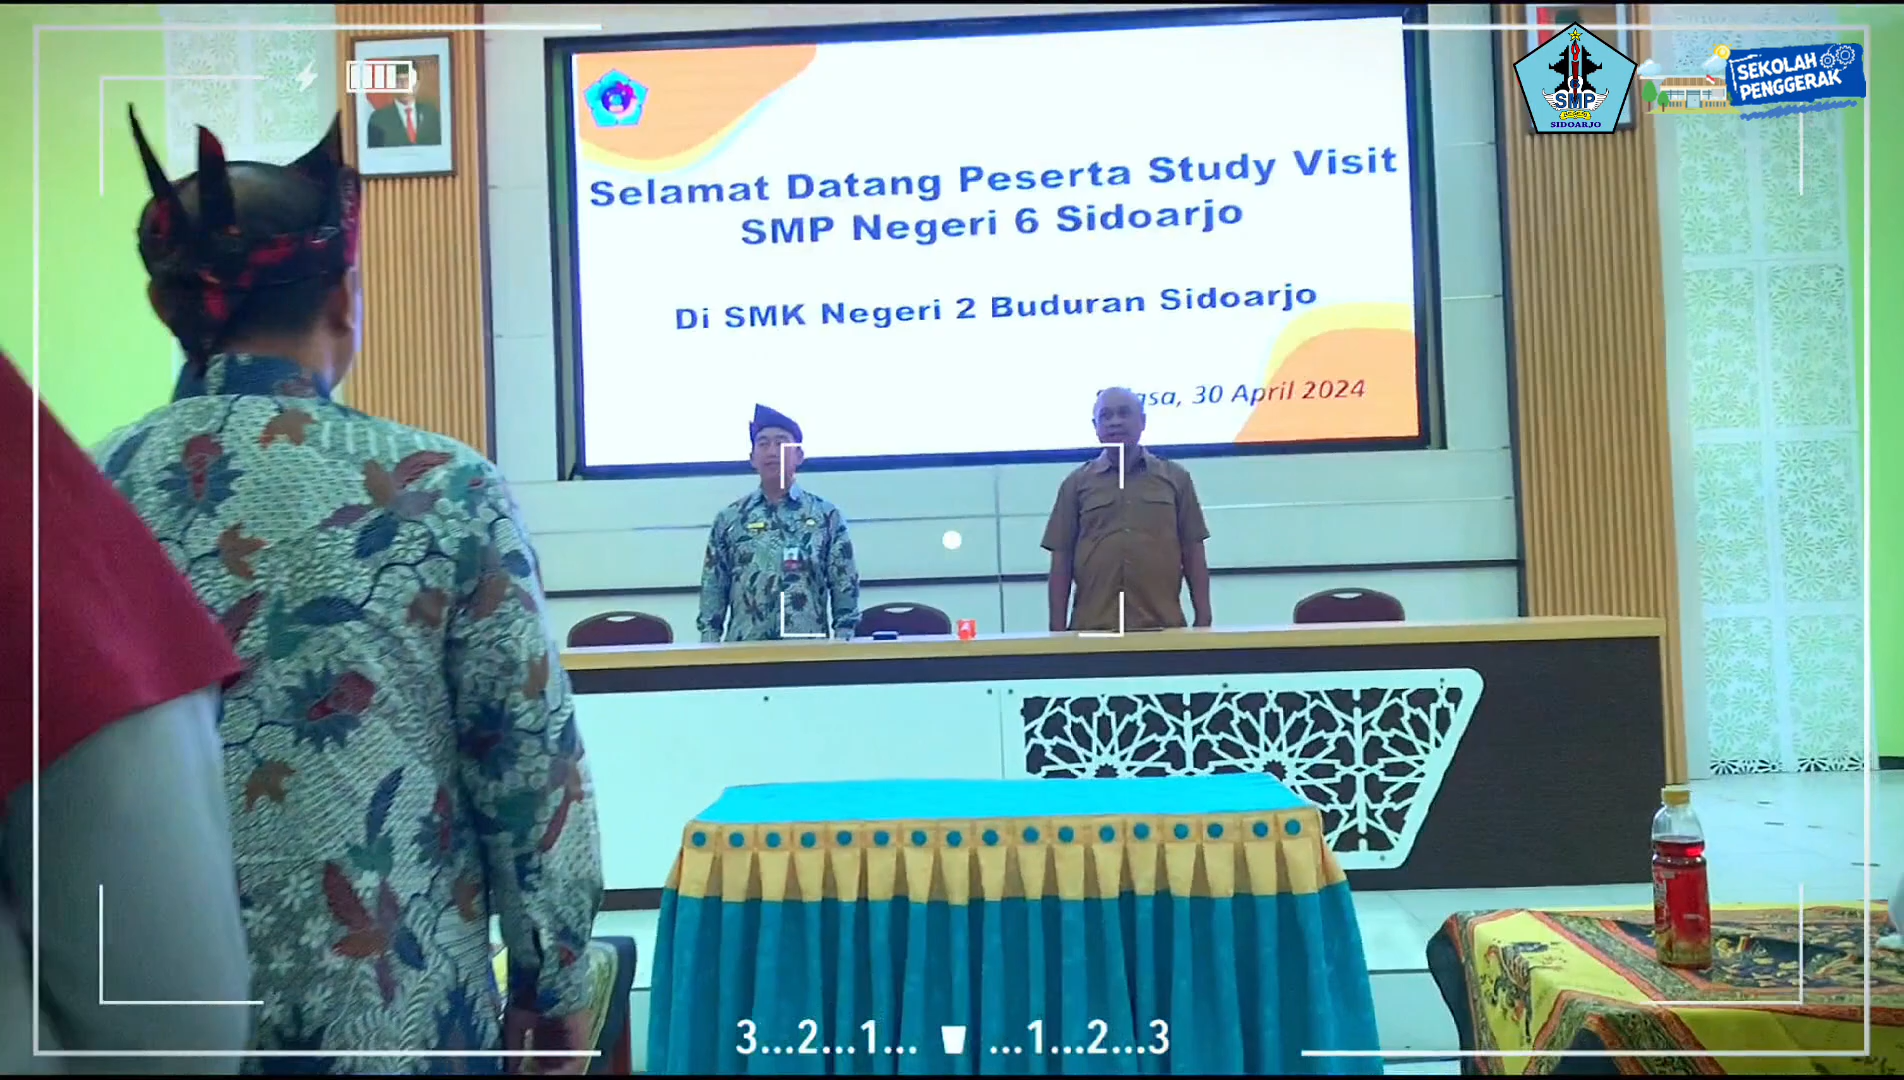 SEKOLAH
PENGGERAK
SMP
NEGERI
SIDOARJO
Selamat Datang Peserta Study Visit
SMP Negeri 6 Sidoarjo
Di SMK Negeri 2 Buduran Sidoarjo
30 April 2024
3...2...1... ...1...2...3